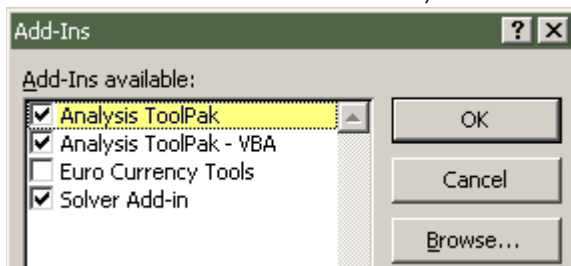 Add-Ins
Add-Ins available:
Analysis ToolPak
OK
Analysis ToolPak - VBA
Euro Currency Tools
Cancel
Solver Add-in
Browse...